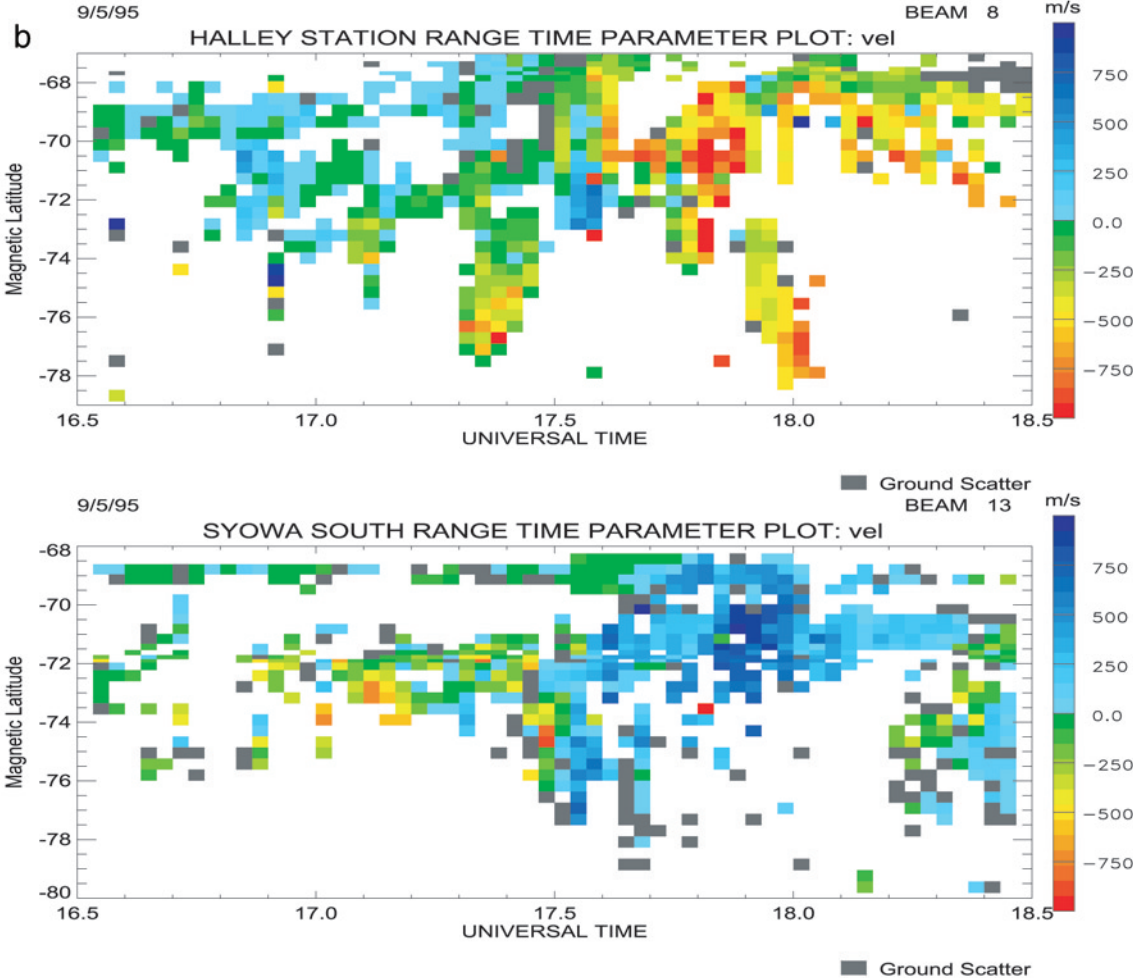 b
9/5/95
BEAM 8
m/s
HALLEY STATION RANGE TIME PARAMETER PLOT: vel
Magnetic Latitude
-68
-70
-72
-74
-76
-78
16.5 17.0 17.5 18.0 18.5
UNIVERSAL TIME
750
500
250
0.0
−250
−500
−750
Ground Scatter
9/5/95
BEAM 13
m/s
SYOWA SOUTH RANGE TIME PARAMETER PLOT: vel
Magnetic Latitude
-68
-70
-72
-74
-76
-78
-80
16.5 17.0 17.5 18.0 18.5
UNIVERSAL TIME
750
500
250
0.0
−250
−500
−750
Ground Scatter